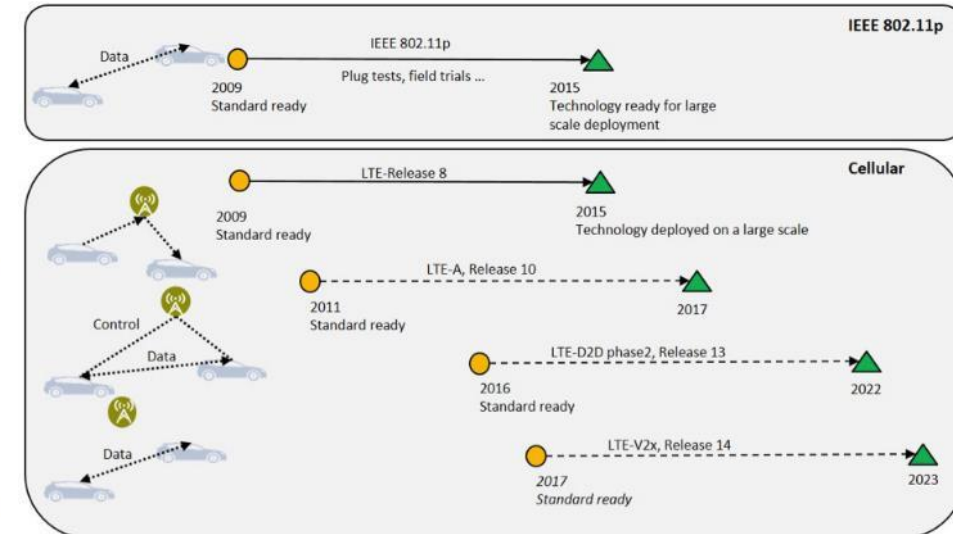 IEEE 802.11p
Data
IEEE 802.11p
Plug tests, field trials ...
2009
Standard ready
2015
Technology ready for large
scale deployment
Cellular
LTE-Release 8
2009
Standard ready
2015
Technology deployed on a large scale
LTE-A, Release 10
2011
Standard ready
2017
Control
Data
LTE-D2D phase2, Release 13
2016
Standard ready
2022
Data
LTE-V2x, Release 14
2017
Standard ready
2023